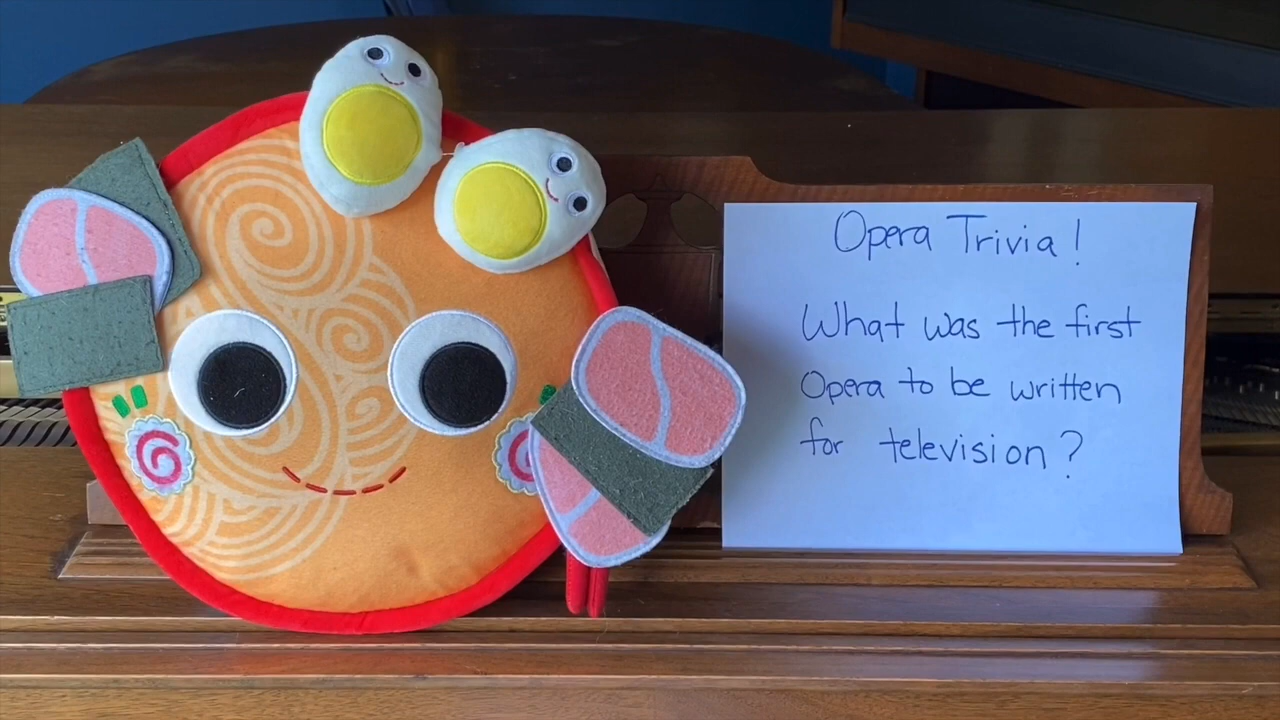 Opera Trivia!
What was the first
Opera to be written
for television?